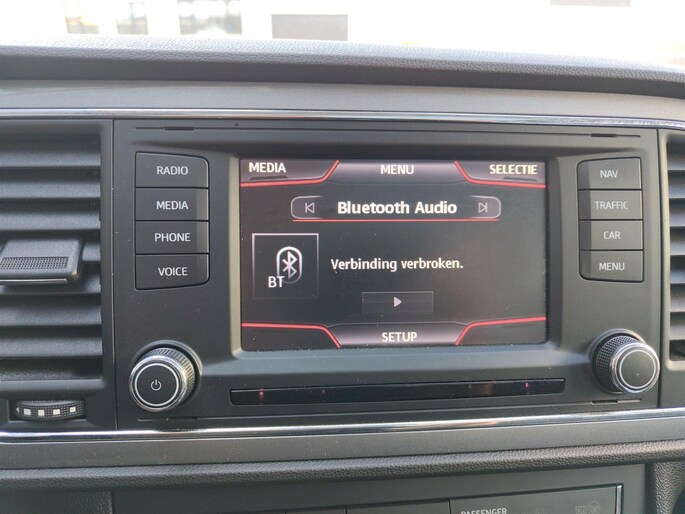 RADIO
MEDIA
PHONE
VOICE
MEDIA MENU SELECTIE
Bluetooth Audio
BT
Verbinding verbroken.
SETUP
NAV
TRAFFIC
CAR
MENU
PASSENGER